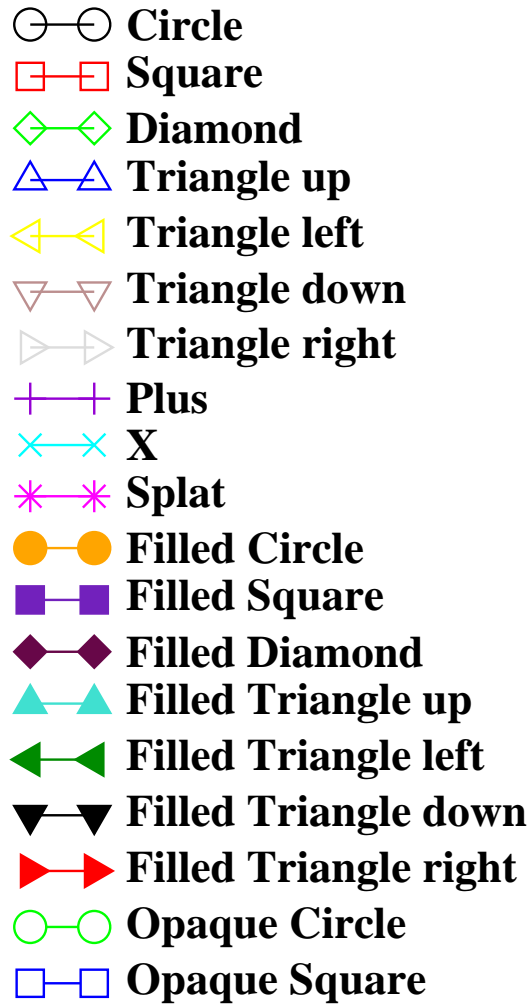 Circle
Square
Diamond
Triangle up
Triangle left
Triangle down
Triangle right
Plus
X
Splat
Filled Circle
Filled Square
Filled Diamond
Filled Triangle up
Filled Triangle left
Filled Triangle down
Filled Triangle right
Opaque Circle
Opaque Square